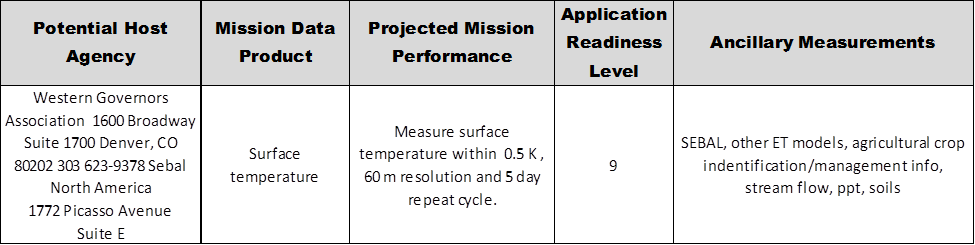 Potential Host
Agency
Mission Data
Product
Projected Mission
Performance
Application
Readiness
Level
Ancillary Measurements
Western Governors
Association 1600 Broadway
Suite 1700 Denver, CO
80202 303 623-9378 Sebal
North America
1772 Picasso Avenue
Suite E
Surface
temperature
Measure surface
temperature within 0.5 K,
60 m resolution and 5 day
repeat cycle.
9
SEBAL, other ET models, agricultural crop
indentification/management info,
stream flow, ppt, soils